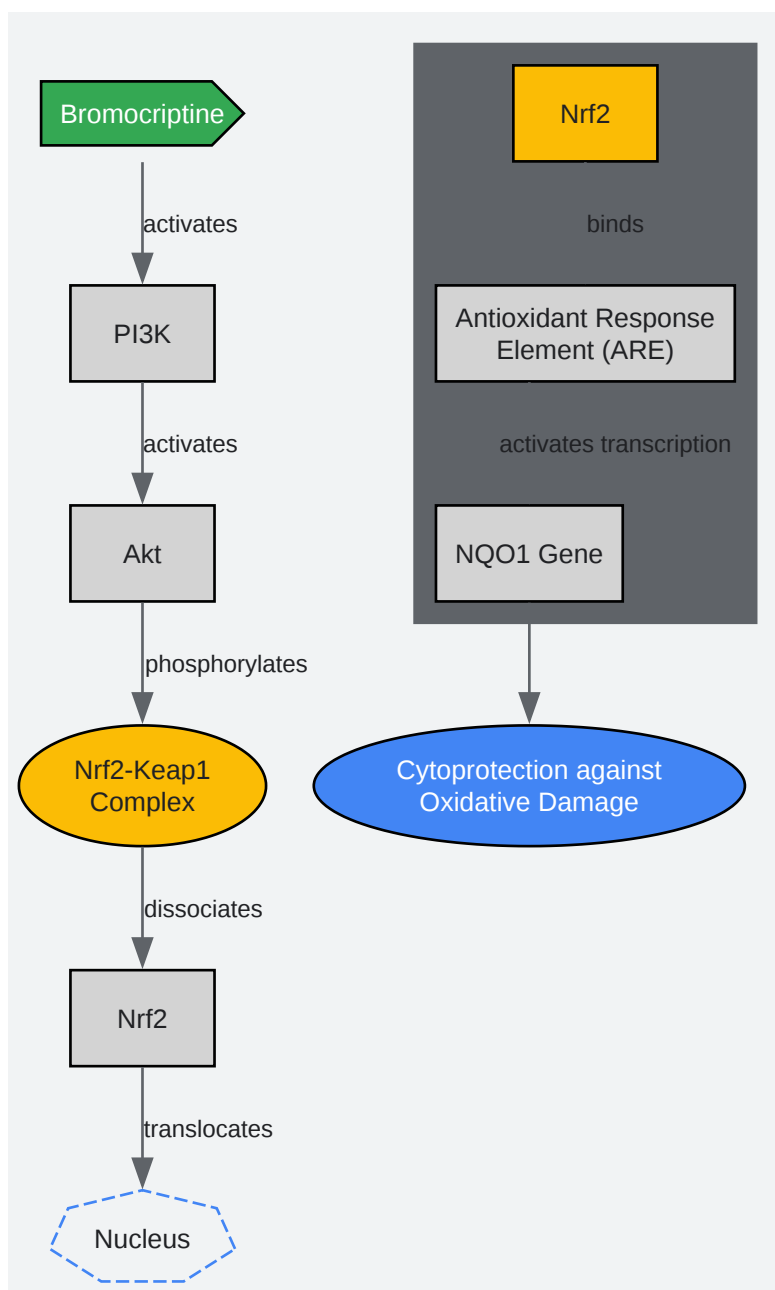 Bromocriptine
activates
PI3K
activates
Akt
phosphorylates
Nrf2-Keap1
Complex
dissociates
Nrf2
translocates
Nucleus
Nrf2
binds
Antioxidant Response
Element (ARE)
activates transcription
NQO1 Gene
Cytoprotection against
Oxidative Damage